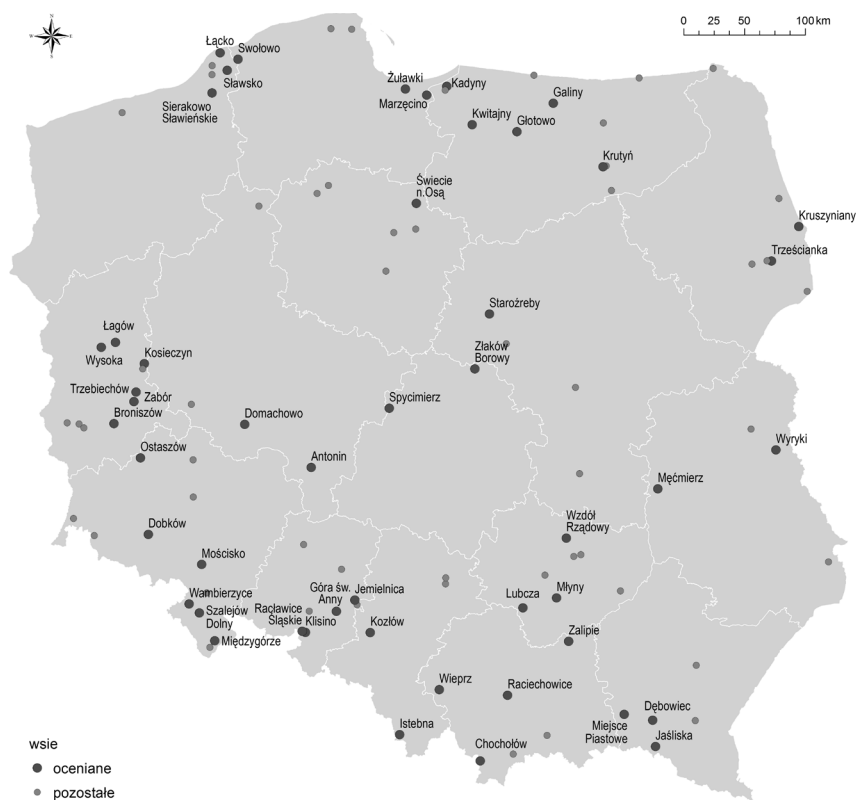 N
W
E
S
0 25 50 100 km
Łącko
Swołowo
Sławsko
Sierakowo
Sławieńskie
Żuławki
Kadyny
Marzęcino
Galiny
Kwitajny
Głotowo
Krutyń
Świecie
n.Osą
Kruszyniany
Trześcianka
Staroźreby
Złaków
Borowy
Łagów
Wysoka
Kosieczyn
Trzebiechów
Zabór
Broniszów
Spycimierz
Domachowo
Ostaszów
Antonin
Wyryki
Męćmierz
Dobków
Wzdół
Rządowy
Mościsko
Wambierzyce
Szalejów
Dolny
Międzygórze
Góra św.
Anny
Jemielnica
Racławice
Śląskie
Klisino
Kozłów
Lubcza
Młyny
Zalipie
Wieprz
Raciechowice
Istebna
Chochołów
Miejsce
Piastowe
Dębowiec
Jaśliska
wsie
oceniane
pozostałe